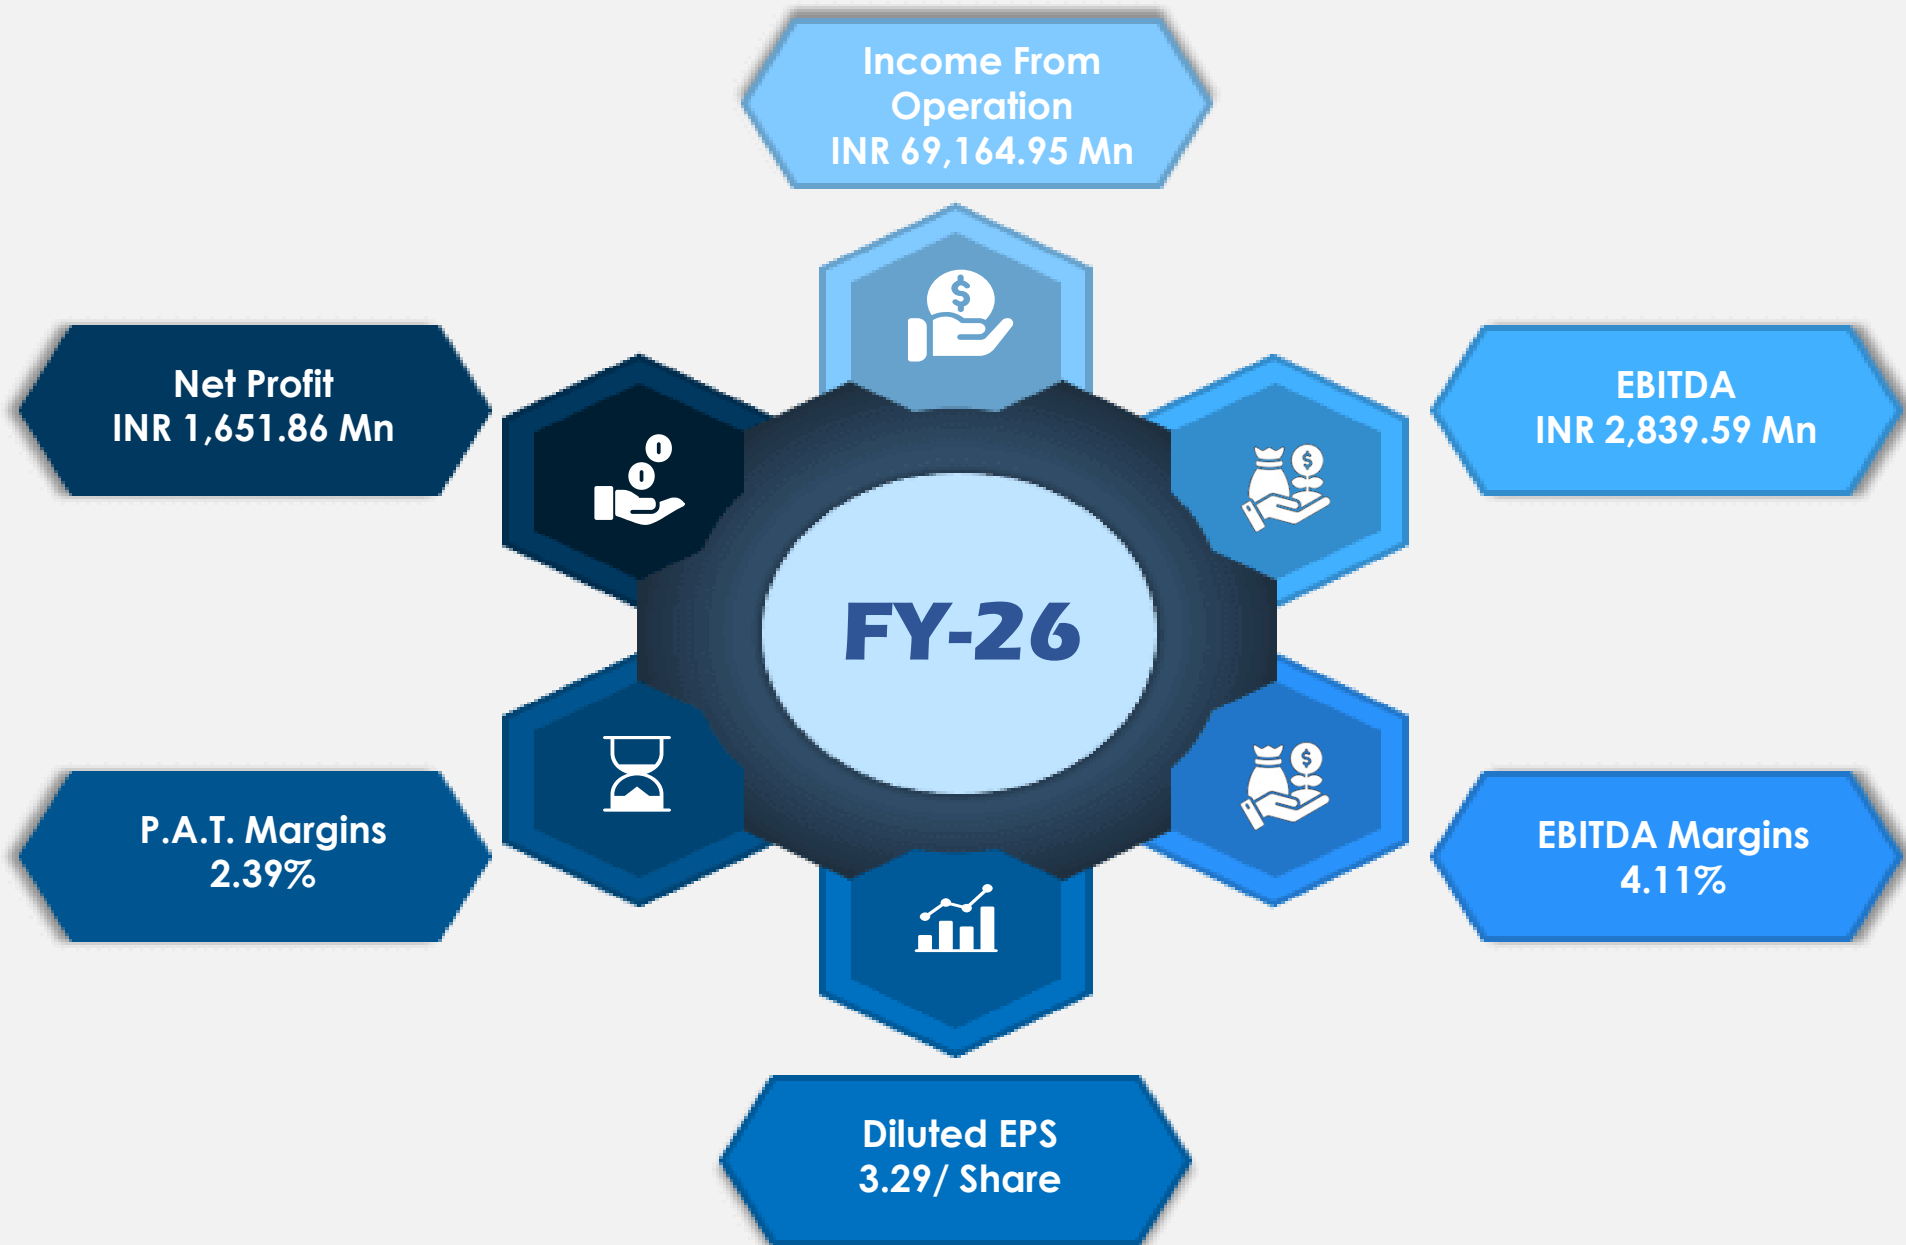 Income From
Operation
INR 69,164.95 Mn
Net Profit
INR 1,651.86 Mn
EBITDA
INR 2,839.59 Mn
FY-26
P.A.T. Margins
2.39%
EBITDA Margins
4.11%
Diluted EPS
3.29/ Share